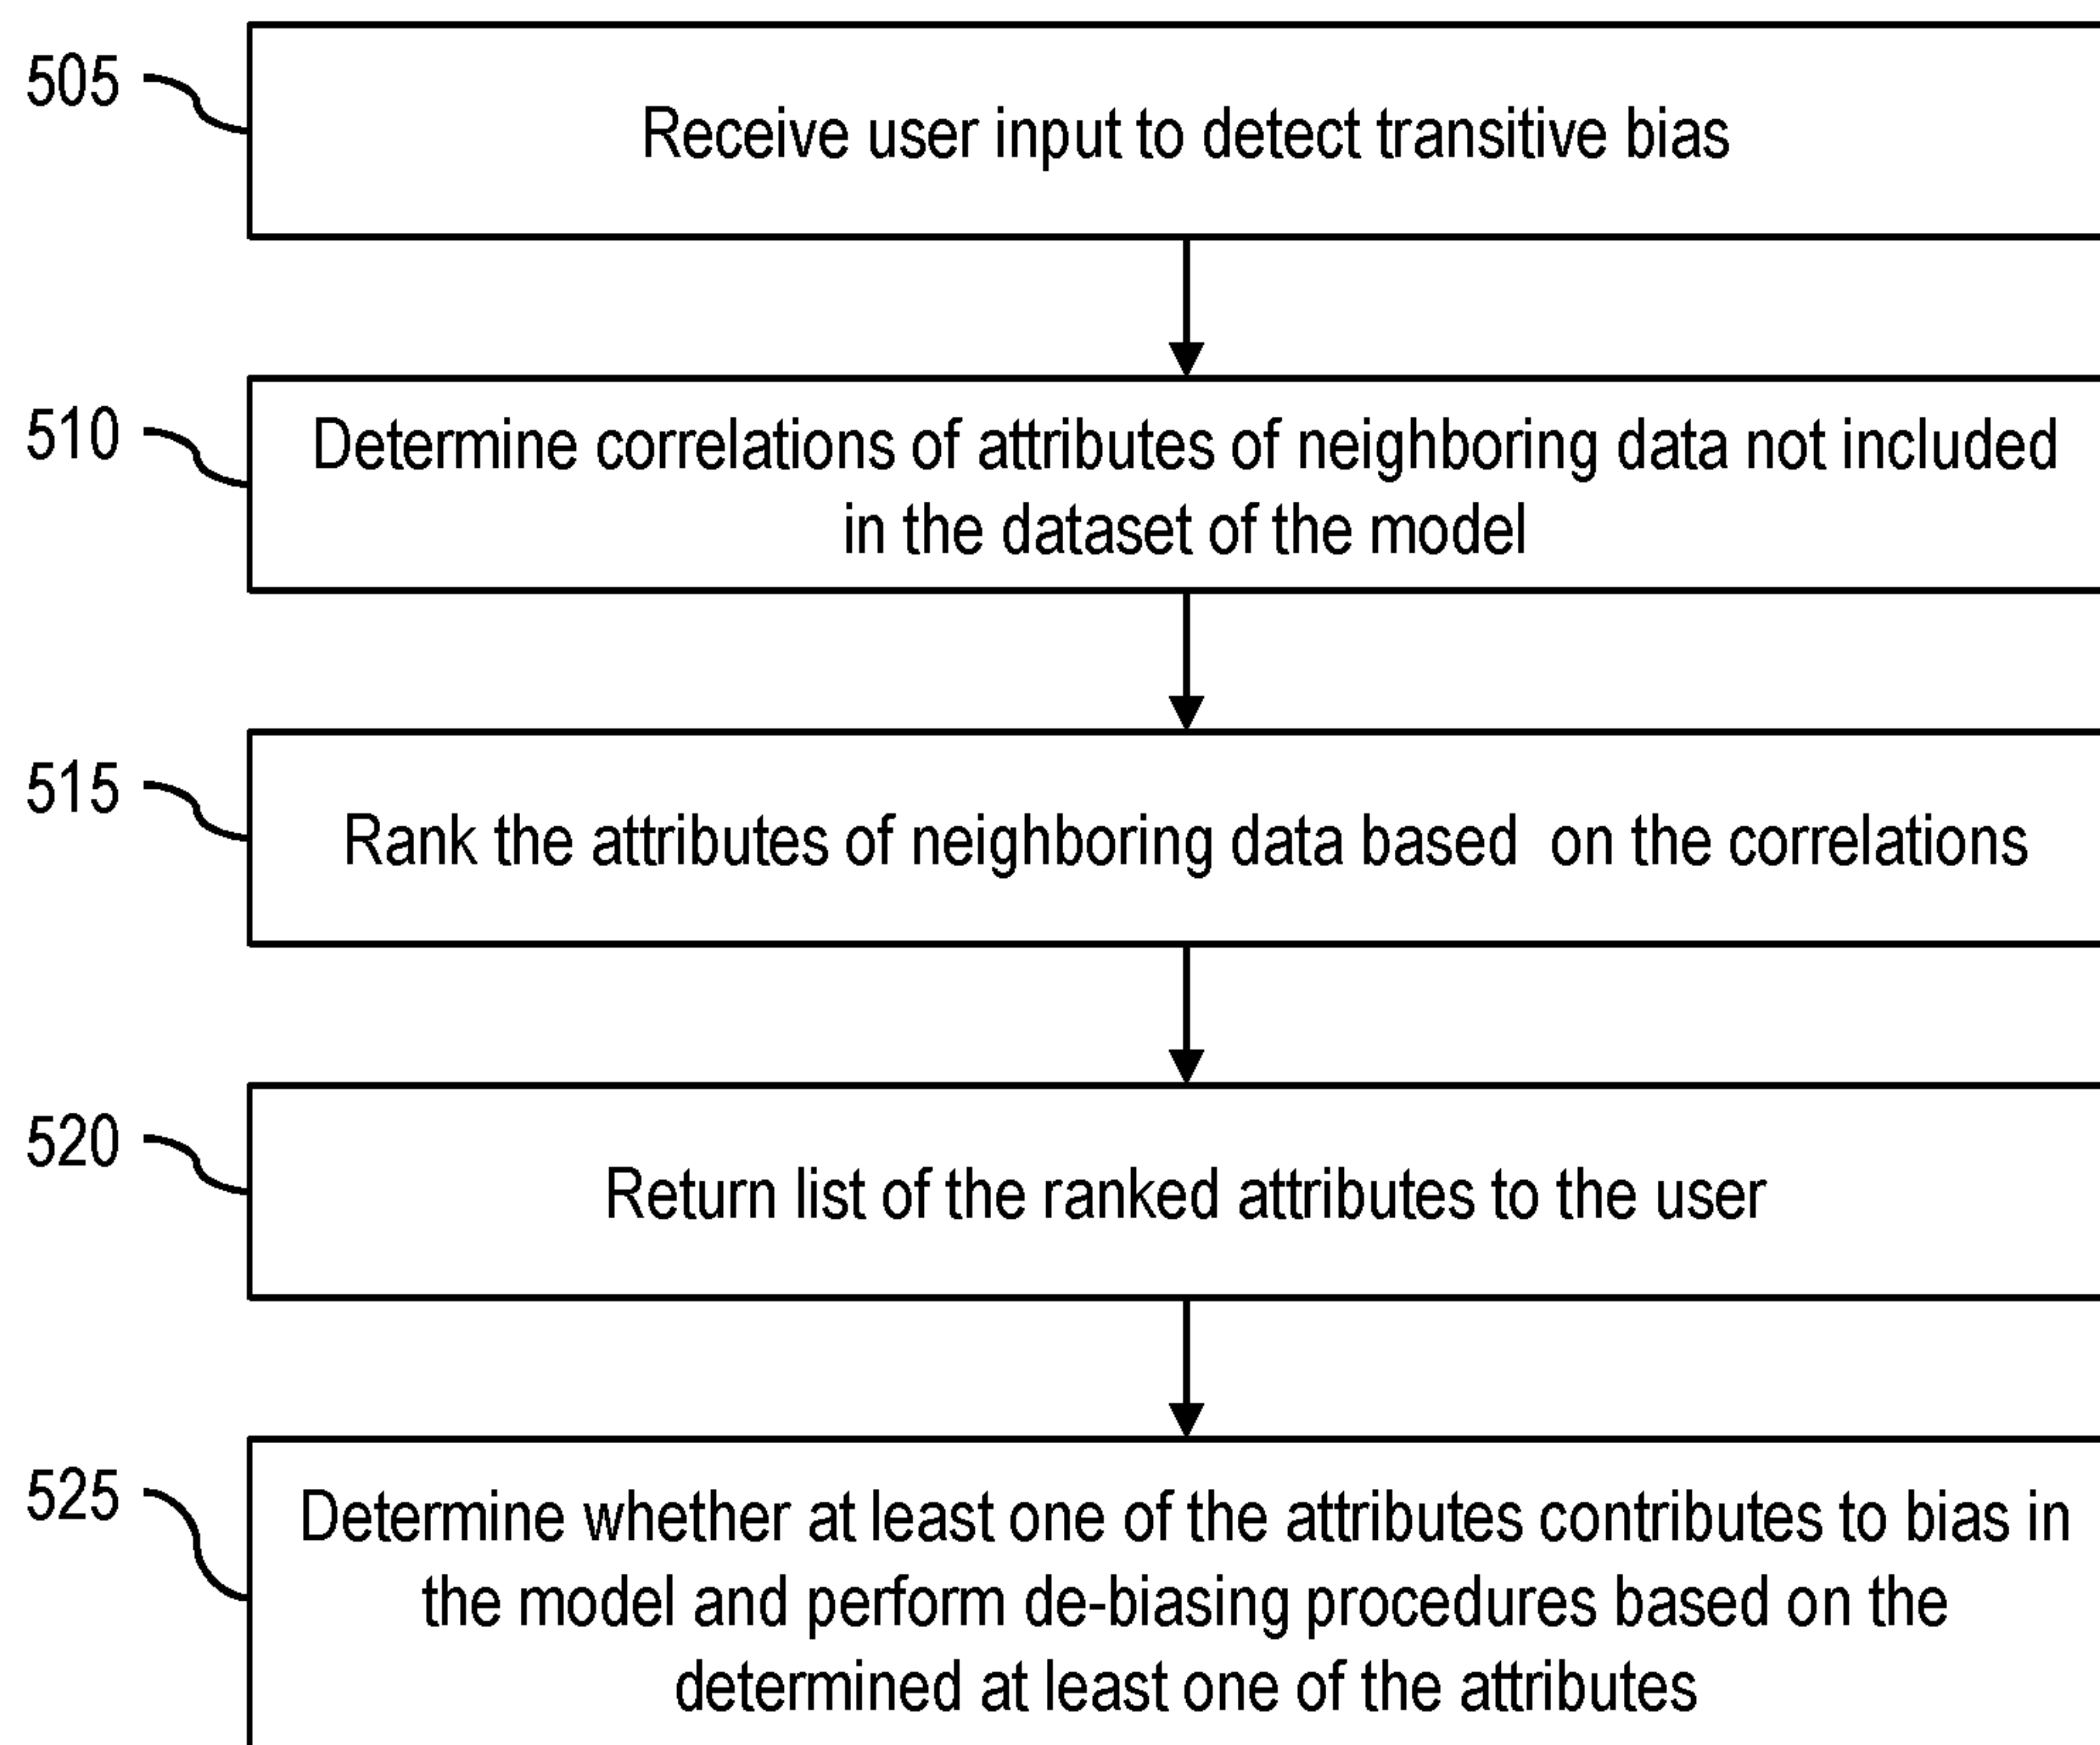 505
Receive user input to detect transitive bias
510
Determine correlations of attributes of neighboring data not included
in the dataset of the model
515
Rank the attributes of neighboring data based  on the correlations
520
Return list of the ranked attributes to the user
525
Determine whether at least one of the attributes contributes to bias in
the model and perform de-biasing procedures based on the
determined at least one of the attributes